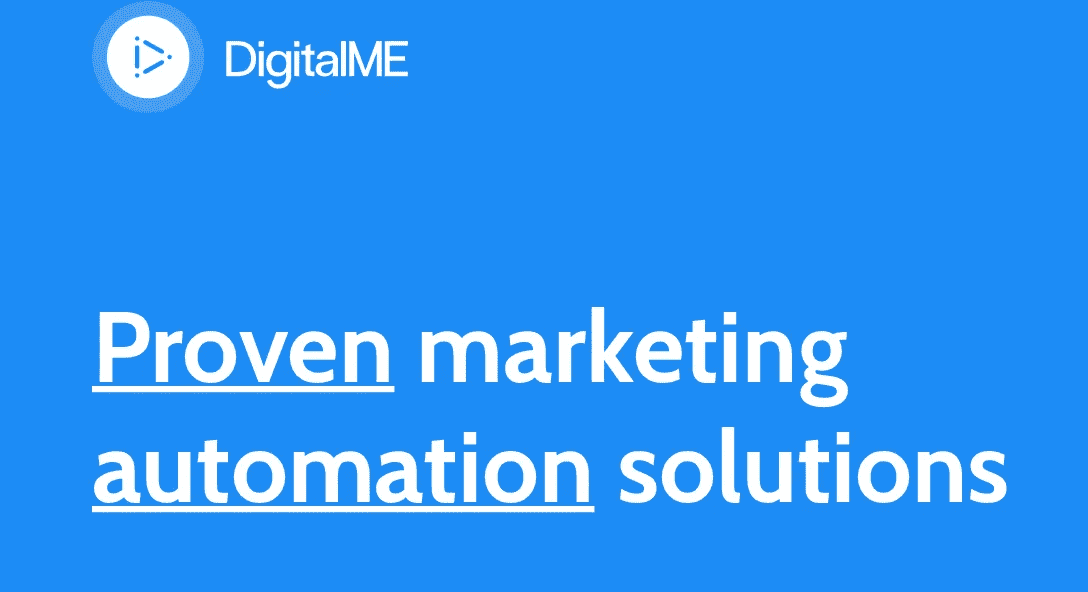 DigitalME
Proven marketing
automation solutions